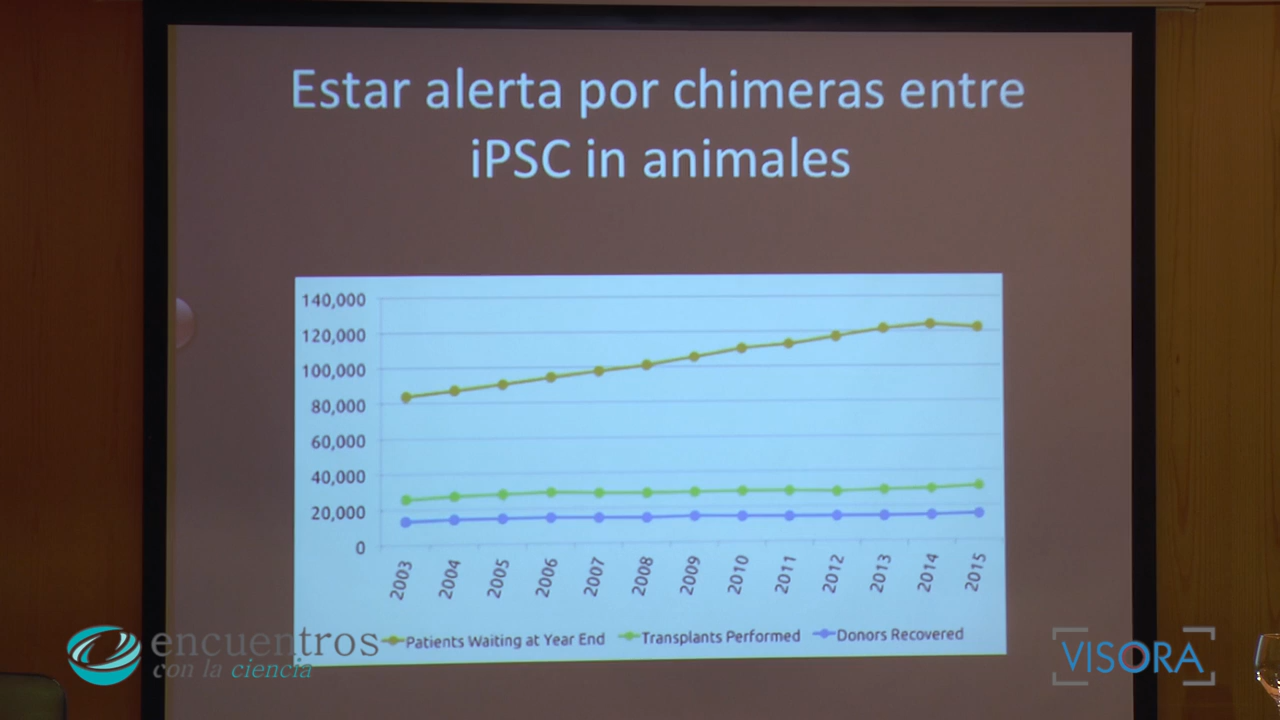 Estar alerta por chimeras entre
iPSC in animales
140,000
120,000
100,000
80,000
60,000
40,000
20,000
0
2003 2004 2005 2006 2007 2008 2009 2010 2011 2012 2013 2014 2015
Patients Waiting at Year End Transplants Performed Donors Recovered
encuentros
con la ciencia
VISORA